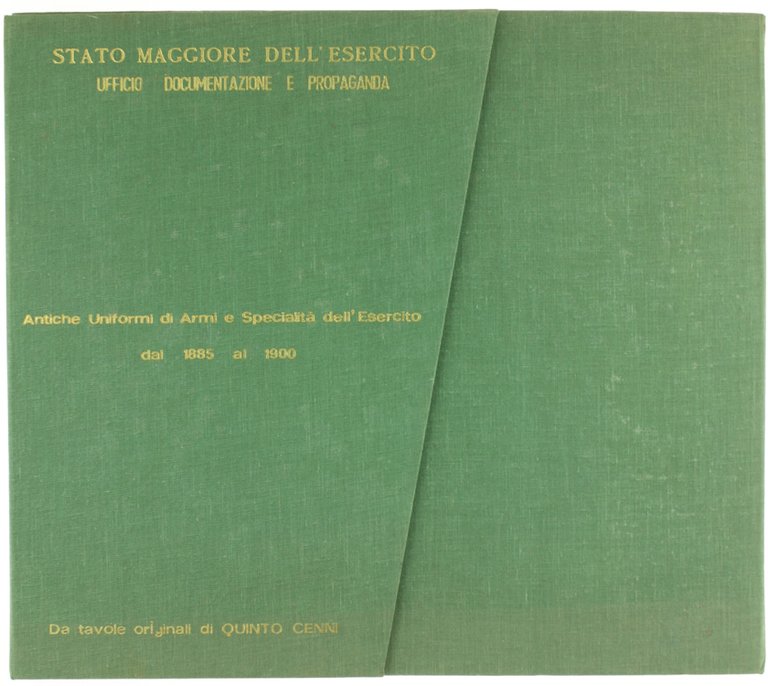 STATO MAGGIORE DELL'ESERCITO
UFFICIO DOCUMENTAZIONE E PROPAGANDA
Antiche Uniformi di Armi e Specialità dell'Esercito
dal 1885 al 1900
Da tavole originali di QUINTO CENNI